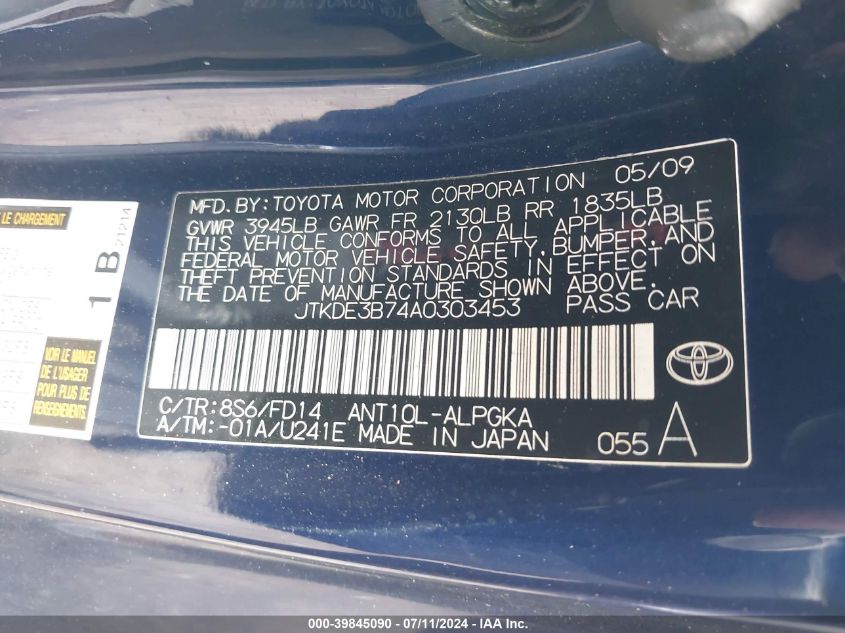 MFD.BY:TOYOTA MOTOR CORPORATION 05/09
GVWR 3945LB GAWR FR 2130LB RR 1835LB
THIS VEHICLE CONFORMS TO ALL APPLICABLE
FEDERAL MOTOR VEHICLE SAFETY,BUMPER,AND
THEFT PREVENTION STANDARDS IN EFFECT ON
THE DATE OF MANUFACTURE SHOWN ABOVE.
JTKDE3B74A0303453 PASS CAR
C/TR:8S6/FD14 ANT10L-ALPGKA
A/TM:-01A/U241E MADE IN JAPAN 055 A
LE CHARGEMENT
1 B 21214
VOIR LE MANUEL
DE L'USAGER
POUR PLUS DE
000-39845090 - 07/11/2024 - IAAI.com.